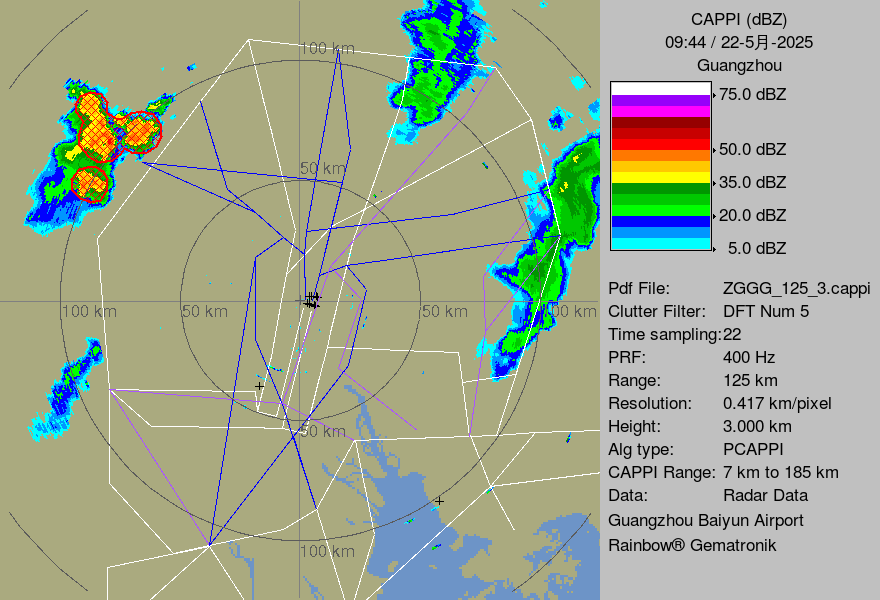 CAPPI (dBZ)
09:44 / 22-5月-2025
Guangzhou
75.0 dBZ
50.0 dBZ
35.0 dBZ
20.0 dBZ
5.0 dBZ
Pdf File: ZGGG_125_3.cappi
Clutter Filter: DFT Num 5
Time sampling:22
PRF: 400 Hz
Range: 125 km
Resolution: 0.417 km/pixel
Height: 3.000 km
Alg type: PCAPPI
CAPPI Range: 7 km to 185 km
Data: Radar Data
Guangzhou Baiyun Airport
Rainbow® Gematronik
100 km
50 km
100 km
50 km
50 km
100 km
50 km
100 km